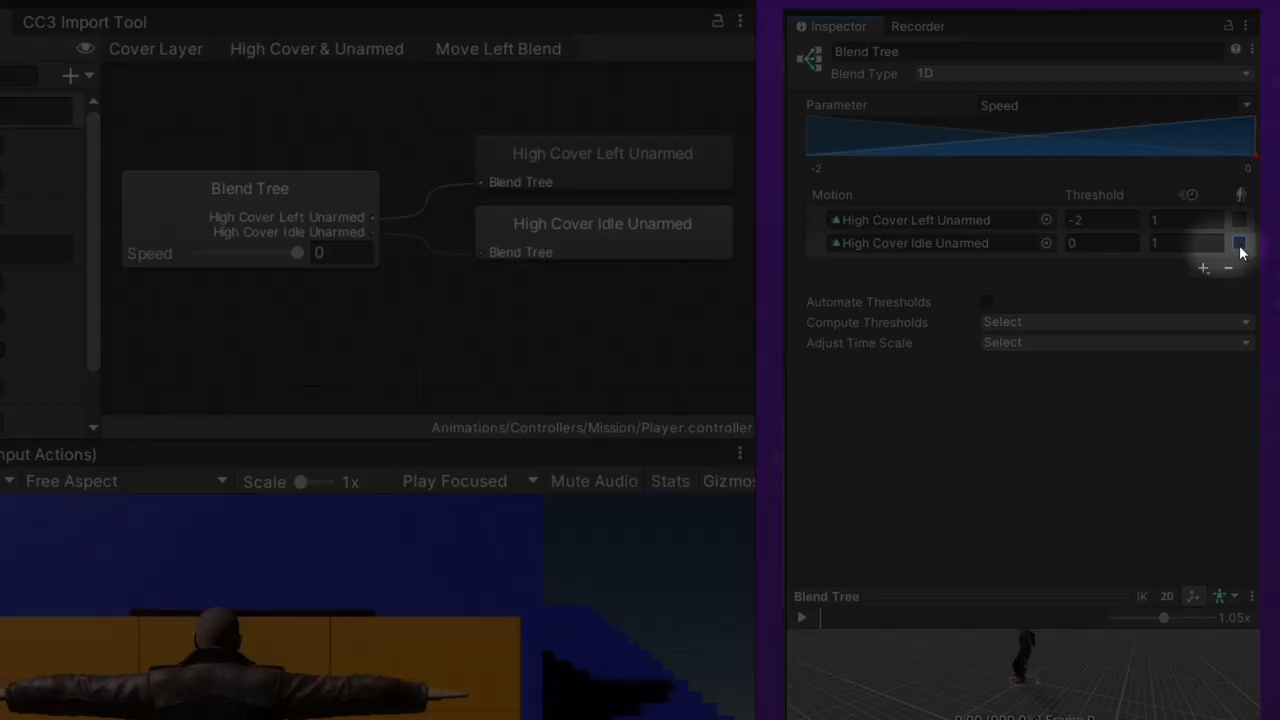 CC3 Import Tool
Cover Layer High Cover & Unarmed Move Left Blend
Blend Tree
High Cover Left Unarmed
High Cover Idle Unarmed
Speed 0
High Cover Left Unarmed
Blend Tree
High Cover Idle Unarmed
Blend Tree
Animations/Controllers/Mission/Player.controller
nput Actions)
Free Aspect Scale 1x Play Focused Mute Audio Stats Gizmos
Inspector Recorder
Blend Tree
Blend Type 1D
Parameter Speed
-2 0
Motion Threshold
High Cover Left Unarmed -2 1
High Cover Idle Unarmed 0 1
Automate Thresholds
Compute Thresholds Select
Adjust Time Scale Select
Blend Tree IK 2D
1.05x